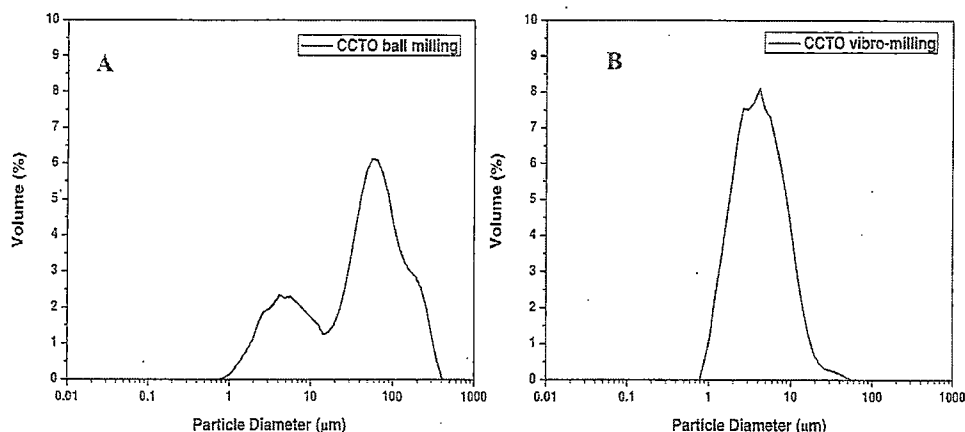 CCTO ball milling
A
Volume (%)
10
9
8
7
6
5
4
3
2
1
0
0.01 0.1 1 10 100 1000
Particle Diameter (µm)
CCTO vibro-milling
B
Volume (%)
10
9
8
7
6
5
4
3
2
1
0
0.01 0.1 1 10 100 1000
Particle Diameter (µm)